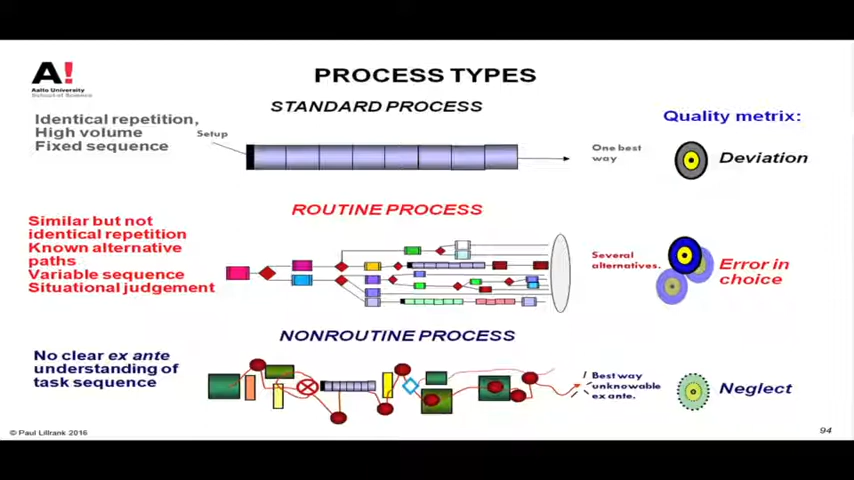 A!
Aalto University
School of Science
PROCESS TYPES
STANDARD PROCESS
Identical repetition,
High volume
Fixed sequence
Setup
One best
way
Quality metrix:
Deviation
ROUTINE PROCESS
Similar but not
identical repetition
Known alternative
paths
Variable sequence
Situational judgement
Several
alternatives.
Error in
choice
NONROUTINE PROCESS
No clear ex ante
understanding of
task sequence
Best way
unknowable
ex ante.
Neglect
© Paul Lillrank 2016
94